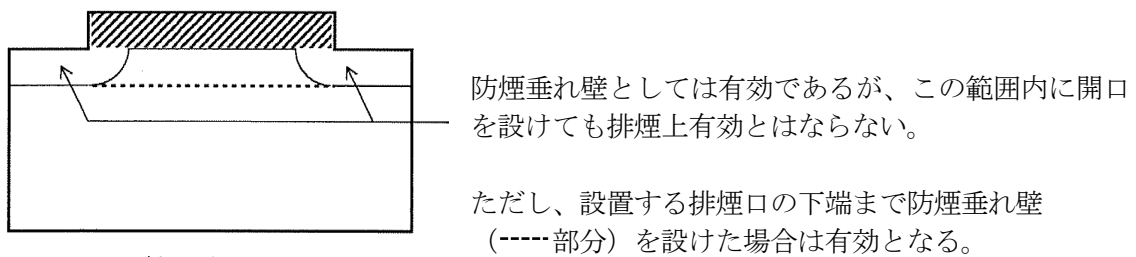 防煙垂れ壁としては有効であるが、この範囲内に開口
を設けても排煙上有効とはならない。
ただし、設置する排煙口の下端まで防煙垂れ壁
（-----部分）を設けた場合は有効となる。